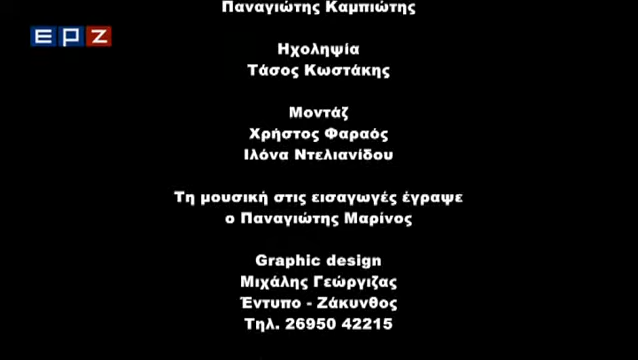 Παναγιώτης Καμπιώτης
ΕΡΖ
Ηχοληψία
Τάσος Κωστάκης
Μοντάζ
Χρήστος Φαραός
Ιλόνα Ντελιανίδου
Τη μουσική στις εισαγωγές έγραψε
ο Παναγιώτης Μαρίνος
Graphic design
Μιχάλης Γεώργιζας
Έντυπο - Ζάκυνθος
Τηλ. 26950 42215